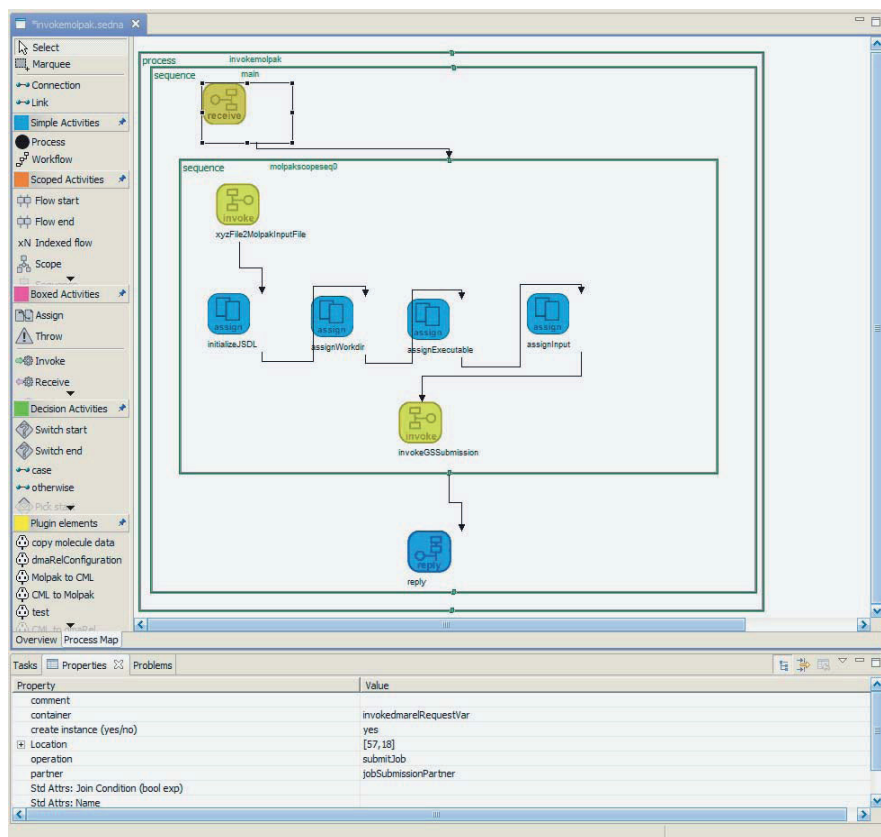 *invokemolpak.sedna
Select
Marquee
Connection
Link
Simple Activities
Process
Workflow
Scoped Activities
Flow start
Flow end
xN Indexed flow
Scope
Boxed Activities
Assign
Throw
Invoke
Receive
Decision Activities
Switch start
Switch end
case
otherwise
Pick start
Plugin elements
copy molecule data
dmaRelConfiguration
Molpak to CML
CML to Molpak
test
CML to dmaRel
Overview Process Map
process invokemolpak
sequence main
receive
sequence molpakscopeseq0
invoke
xyzFile2MolpakInputFile
assign assign assign assign
initializeJSDL assignWorkdir assignExecutable assignInput
invoke
invokeGSSubmission
reply
reply
Tasks Properties Problems
Property Value
comment
container invokedmarelRequestVar
create instance (yes/no) yes
Location [57,18]
operation submitJob
partner jobSubmissionPartner
Std Attrs: Join Condition (bool exp)
Std Attrs: Name